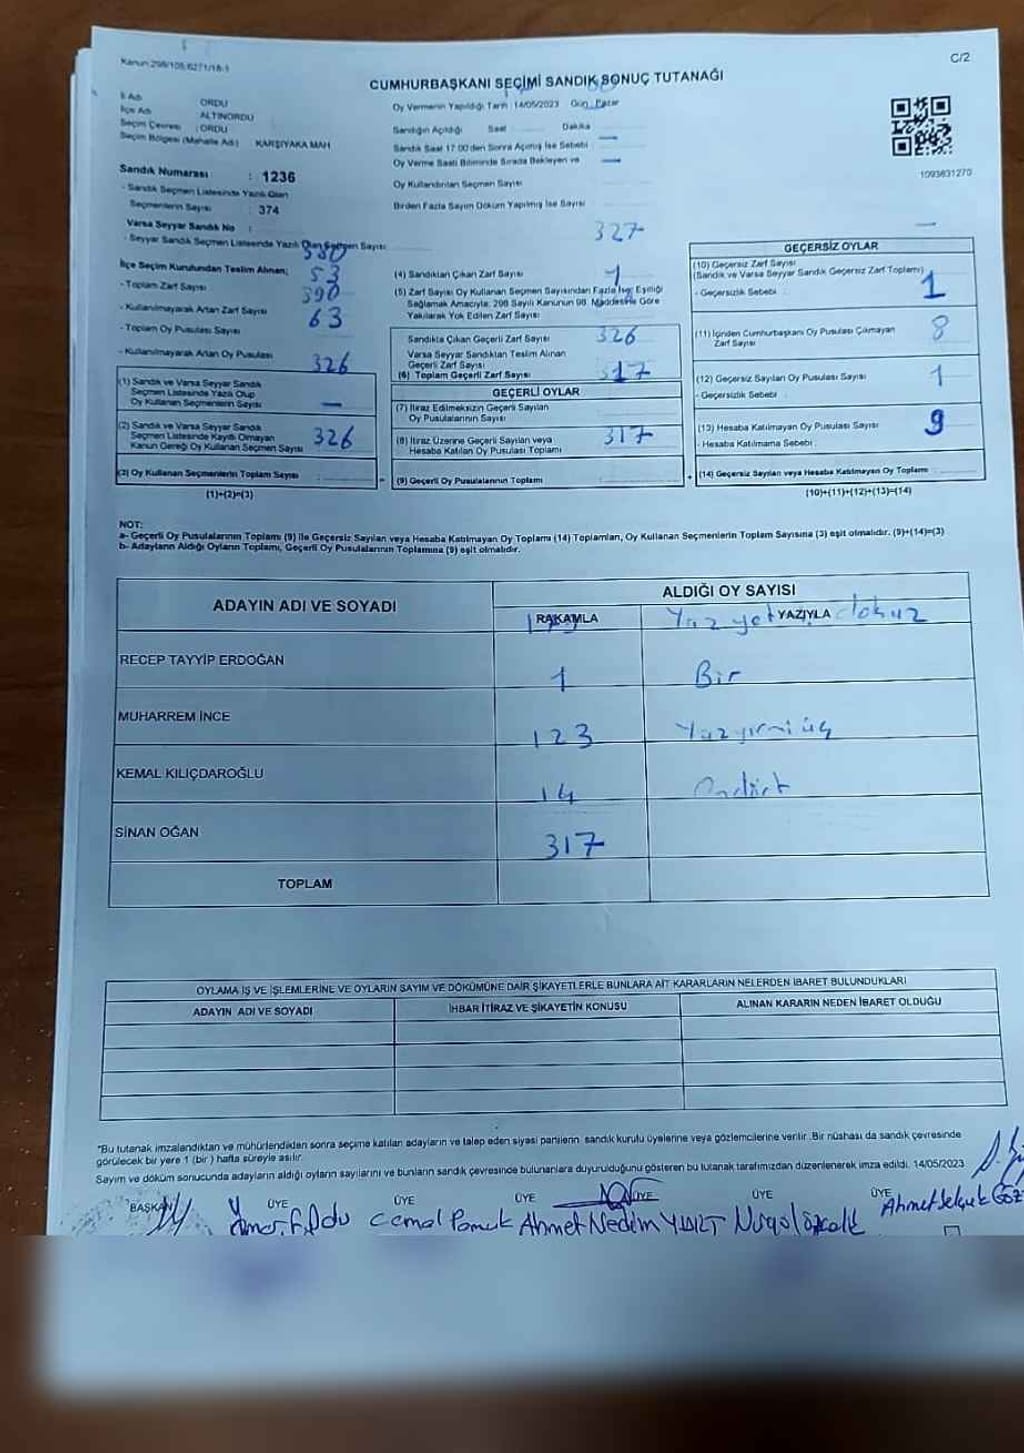 Kanun:298/105;6271/18-1
C/2
CUMHURBAŞKANI SEÇİMİ SANDIK SONUÇ TUTANAĞI
İl Adı ORDU
İlçe Adı ALTINORDU
Seçim Çevresi : ORDU
Seçim Bölgesi (Mahalle Adı) KARŞIYAKA MAH
Sandık Numarası : 1236
- Sandık Seçmen Listesinde Yazılı Olan
Seçmenlerin Sayısı 374
Varsa Seyyar Sandık No :
- Seyyar Sandık Seçmen Listesinde Yazılı Olan Seçmen Sayısı
Oy Vermenin Yapıldığı Tarih : 14/05/2023 Gün : Pazar
Sandığın Açıldığı Saat Dakika
Sandık Saat 17:00'den Sonra Açılmış İse Sebebi
Oy Verme Saati Bitiminde Sırada Bekleyen ve
Oy Kullandırılan Seçmen Sayısı
Birden Fazla Sayım Döküm Yapılmış İse Sayısı
1093631270
İlçe Seçim Kurulundan Teslim Alınan;
- Toplam Zarf Sayısı 53
- Kullanılmayarak Artan Zarf Sayısı 390
- Toplam Oy Pusulası Sayısı 63
- Kullanılmayarak Artan Oy Pusulası
326
(1) Sandık ve Varsa Seyyar Sandık
Seçmen Listesinde Yazılı Olup
Oy Kullanan Seçmenlerin Sayısı —
(2) Sandık ve Varsa Seyyar Sandık
Seçmen Listesinde Kayıtlı Olmayan
Kanun Gereği Oy Kullanan Seçmen Sayısı 326
(3) Oy Kullanan Seçmenlerin Toplam Sayısı
(1)+(2)=(3)
327
(4) Sandıktan Çıkan Zarf Sayısı 1
(5) Zarf Sayısı Oy Kullanan Seçmen Sayısından Fazla İse; Eşitliği
Sağlamak Amacıyla; 298 Sayılı Kanunun 98. Maddesine Göre
Yakılarak Yok Edilen Zarf Sayısı
Sandıkta Çıkan Geçerli Zarf Sayısı 326
Varsa Seyyar Sandıktan Teslim Alınan
Geçerli Zarf Sayısı
(6) Toplam Geçerli Zarf Sayısı 317
GEÇERLİ OYLAR
(7) İtiraz Edilmeksizin Geçerli Sayılan
Oy Pusulalarının Sayısı
(8) İtiraz Üzerine Geçerli Sayılan veya
Hesaba Katılan Oy Pusulası Toplamı 317
(9) Geçerli Oy Pusulalarının Toplamı
GEÇERSİZ OYLAR
(10) Geçersiz Zarf Sayısı
(Sandık ve Varsa Seyyar Sandık Geçersiz Zarf Toplamı)
- Geçersizlik Sebebi : 1
(11) İçinden Cumhurbaşkanı Oy Pusulası Çıkmayan
Zarf Sayısı 8
(12) Geçersiz Sayılan Oy Pusulası Sayısı 1
- Geçersizlik Sebebi :
(13) Hesaba Katılmayan Oy Pusulası Sayısı 9
- Hesaba Katılmama Sebebi :
(14) Geçersiz Sayılan veya Hesaba Katılmayan Oy Toplamı
(10)+(11)+(12)+(13)=(14)
NOT:
a- Geçerli Oy Pusulalarının Toplamı (9) ile Geçersiz Sayılan veya Hesaba Katılmayan Oy Toplamı (14) Toplamları, Oy Kullanan Seçmenlerin Toplam Sayısına (3) eşit olmalıdır. (9)+(14)=(3)
b- Adayların Aldığı Oyların Toplamı, Geçerli Oy Pusulalarının Toplamına (9) eşit olmalıdır.
ADAYIN ADI VE SOYADI
ALDIĞI OY SAYISI
RAKAMLA YAZIYLA
Yüz yet dokuz
RECEP TAYYİP ERDOĞAN
1 Bir
MUHARREM İNCE
123 Yüz yirmi üç
KEMAL KILIÇDAROĞLU
14 Ondört
SİNAN OĞAN
317
TOPLAM
OYLAMA İŞ VE İŞLEMLERİNE VE OYLARIN SAYIM VE DÖKÜMÜNE DAİR ŞİKAYETLERLE BUNLARA AİT KARARLARIN NELERDEN İBARET BULUNDUKLARI
ADAYIN ADI VE SOYADI İHBAR İTİRAZ VE ŞİKAYETİN KONUSU ALINAN KARARIN NEDEN İBARET OLDUĞU
*Bu tutanak imzalandıktan ve mühürlendikten sonra seçime katılan adayların ve talep eden siyasi partilerin sandık kurulu üyelerine veya gözlemcilerine verilir. Bir nüshası da sandık çevresinde
görülecek bir yere 1 (bir) hafta süreyle asılır.
Sayım ve döküm sonucunda adayların aldığı oyların sayılarını ve bunların sandık çevresinde bulunanlara duyurulduğunu gösteren bu tutanak tarafımızdan düzenlenerek imza edildi. 14/05/2023
BAŞKAN ÜYE ÜYE ÜYE ÜYE ÜYE ÜYE
Cemal Pamuk Ahmet Nedim Ahmet Selçuk